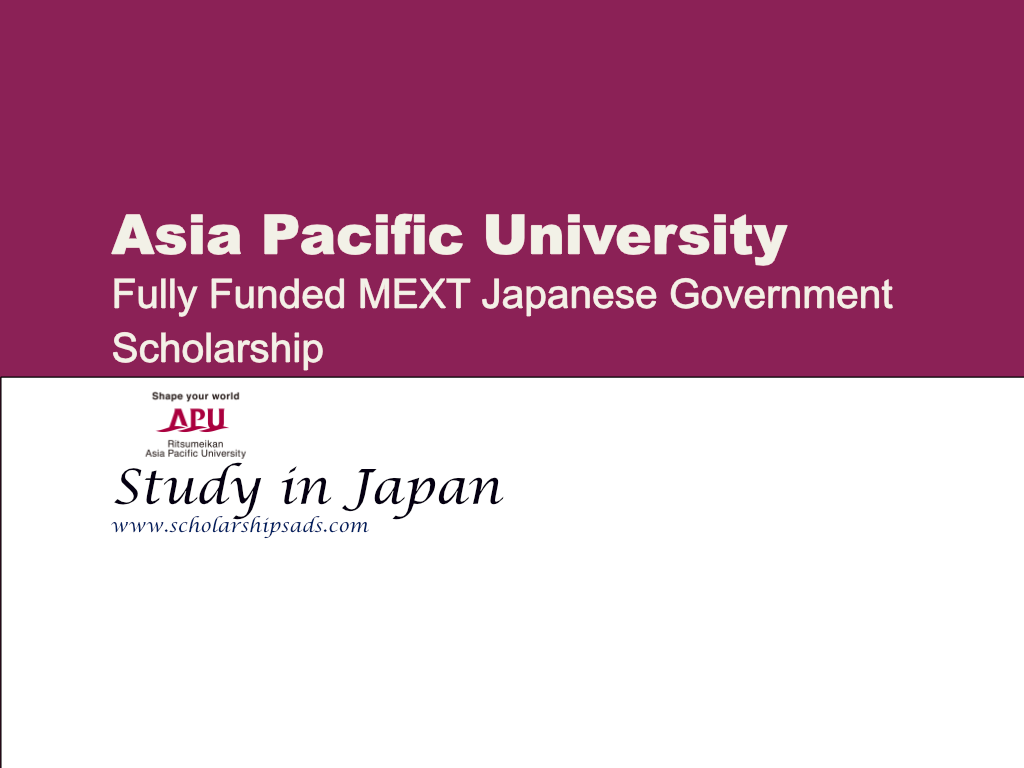 Asia Pacific University
Fully Funded MEXT Japanese Government
Scholarship
Shape your world
APU
Ritsumeikan
Asia Pacific University
Study in Japan
www.scholarshipsads.com